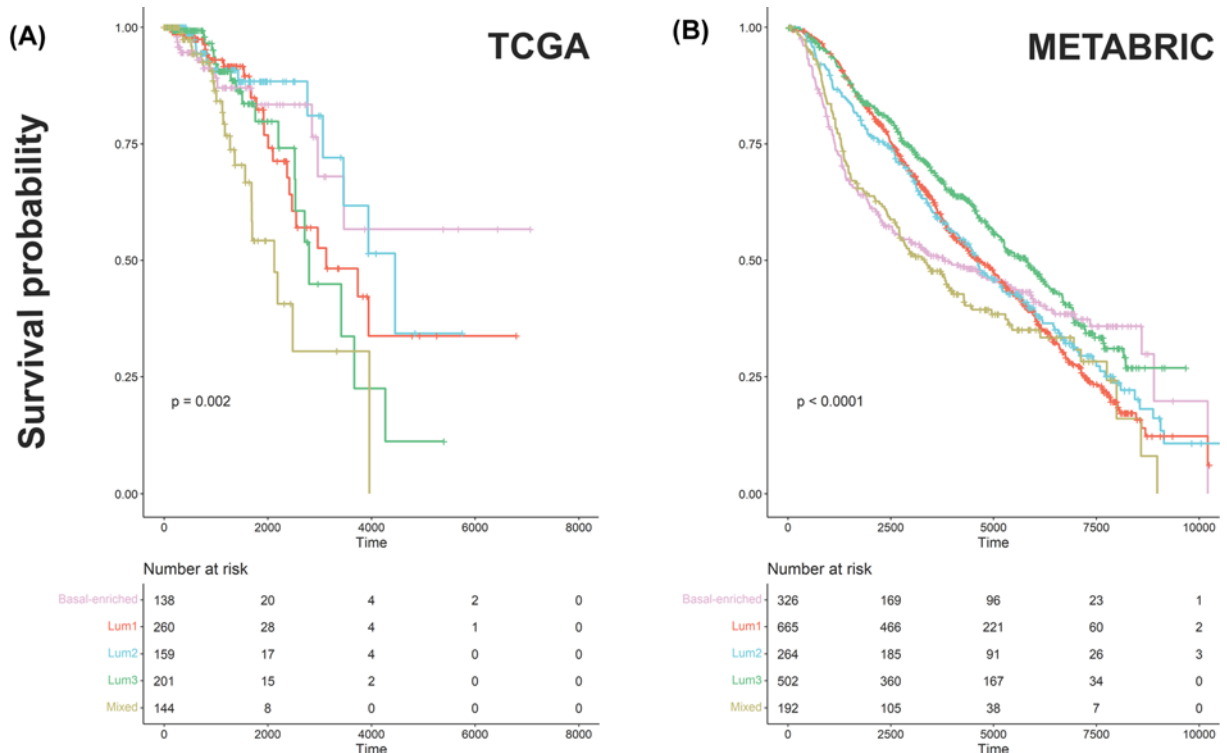 (A)
TCGA
Survival probability
1.00
0.75
0.50
0.25
0.00
p = 0.002
0 2000 4000 6000 8000
Time
Number at risk
Basal-enriched 138 20 4 2 0
Lum1 260 28 4 1 0
Lum2 159 17 4 0 0
Lum3 201 15 2 0 0
Mixed 144 8 0 0 0
0 2000 4000 6000 8000
Time
(B)
METABRIC
1.00
0.75
0.50
0.25
0.00
p < 0.0001
0 2500 5000 7500 10000
Time
Number at risk
Basal-enriched 326 169 96 23 1
Lum1 665 466 221 60 2
Lum2 264 185 91 26 3
Lum3 502 360 167 34 0
Mixed 192 105 38 7 0
0 2500 5000 7500 10000
Time